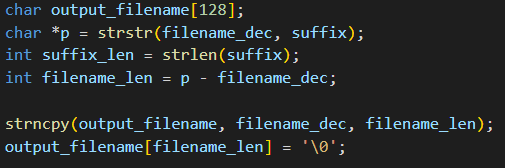 char output_filename[128];
char *p = strstr(filename_dec, suffix);
int suffix_len = strlen(suffix);
int filename_len = p - filename_dec;
strncpy(output_filename, filename_dec, filename_len);
output_filename[filename_len] = '\0';